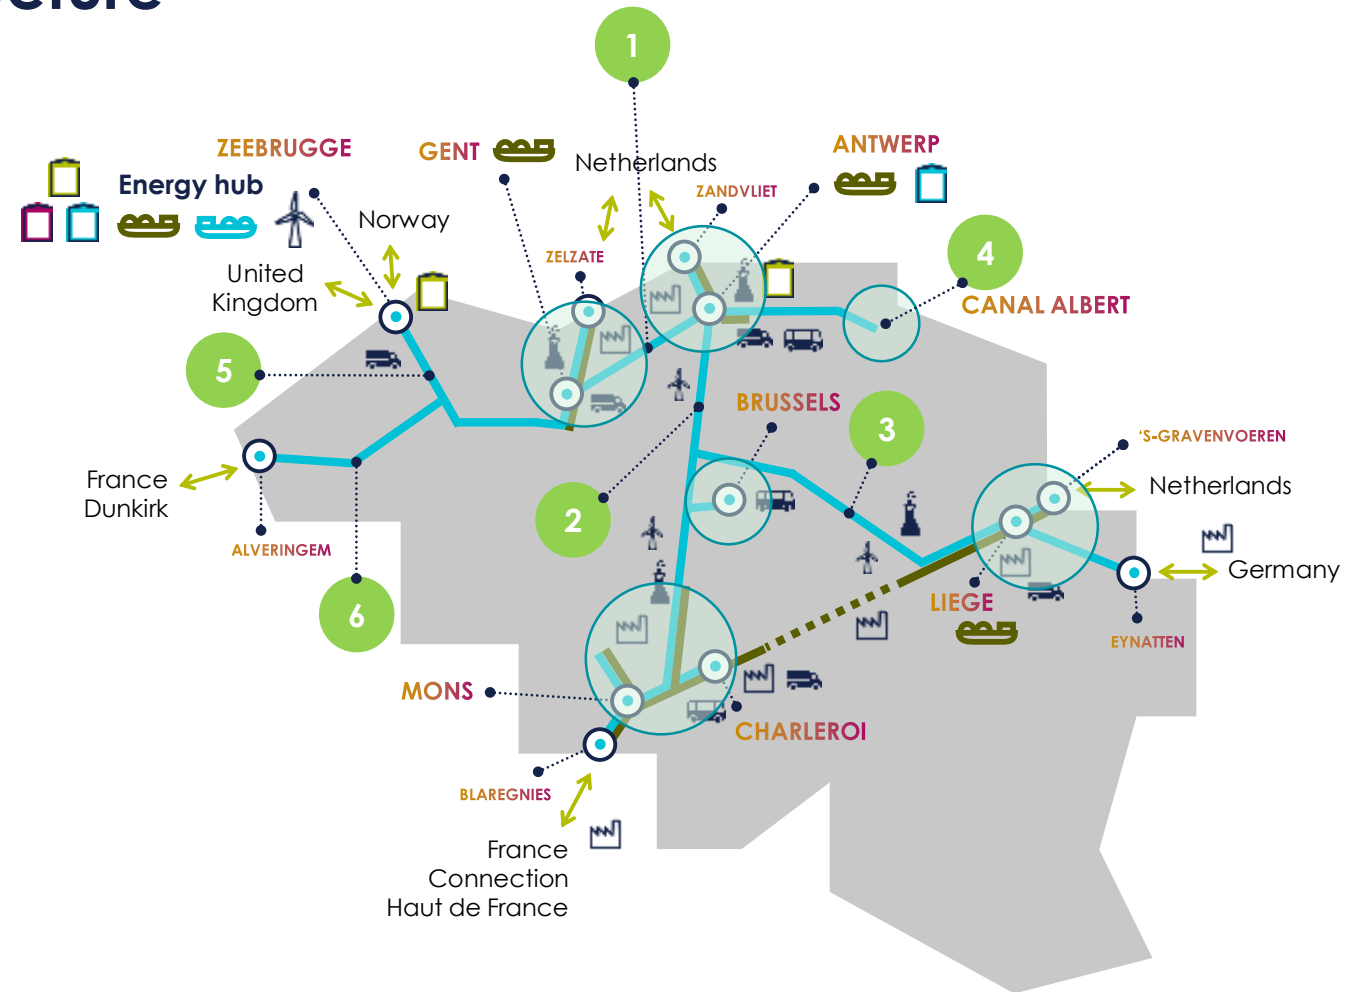 1
ZEEBRUGGE
GENT
Netherlands
ANTWERP
Energy hub
ZANDVLIET
Norway
ZELZATE
4
United
Kingdom
CANAL ALBERT
5
BRUSSELS
3
'S-GRAVENVOEREN
France
Dunkirk
Netherlands
2
ALVERINGEM
Germany
LIEGE
6
EYNATTEN
MONS
CHARLEROI
BLAREGNIES
France
Connection
Haut de France